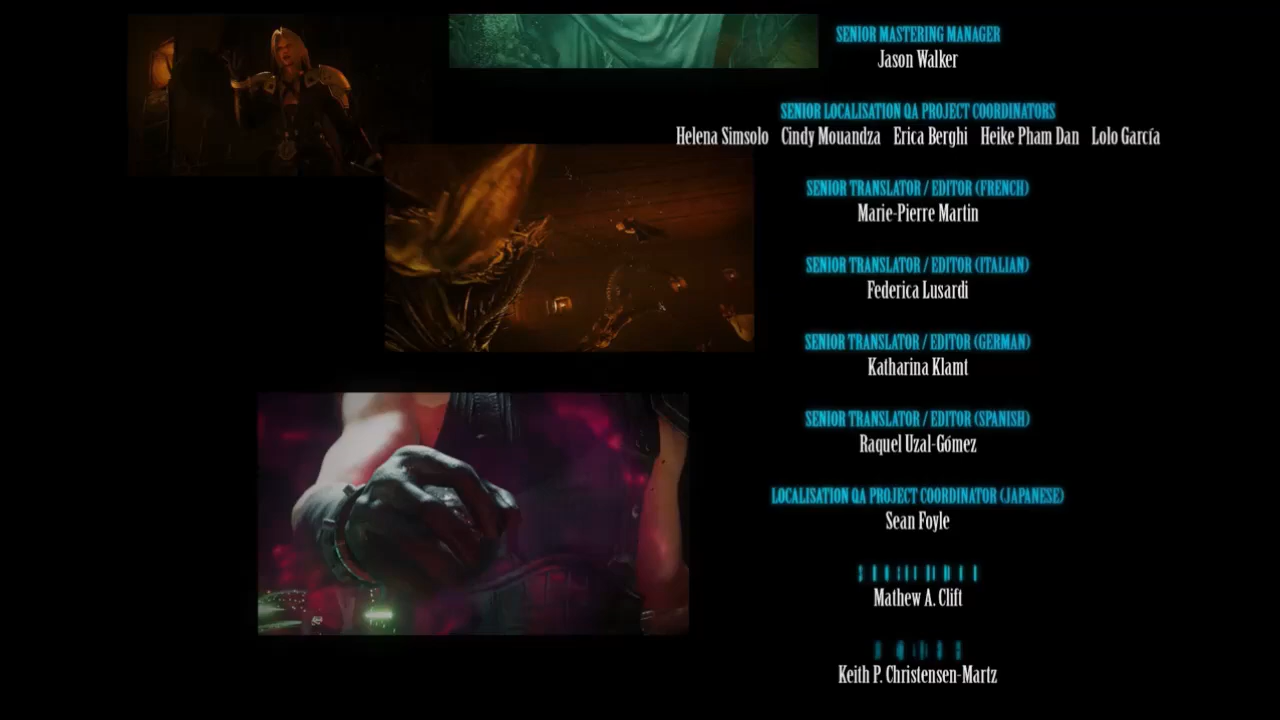 SENIOR MASTERING MANAGER
Jason Walker
SENIOR LOCALISATION QA PROJECT COORDINATORS
Helena Simsolo Cindy Mouandza Erica Berghi Heike Pham Dan Lolo García
SENIOR TRANSLATOR / EDITOR (FRENCH)
Marie-Pierre Martin
SENIOR TRANSLATOR / EDITOR (ITALIAN)
Federica Lusardi
SENIOR TRANSLATOR / EDITOR (GERMAN)
Katharina Klamt
SENIOR TRANSLATOR / EDITOR (SPANISH)
Raquel Uzal-Gómez
LOCALISATION QA PROJECT COORDINATOR (JAPANESE)
Sean Foyle
Mathew A. Clift
Keith P. Christensen-Martz